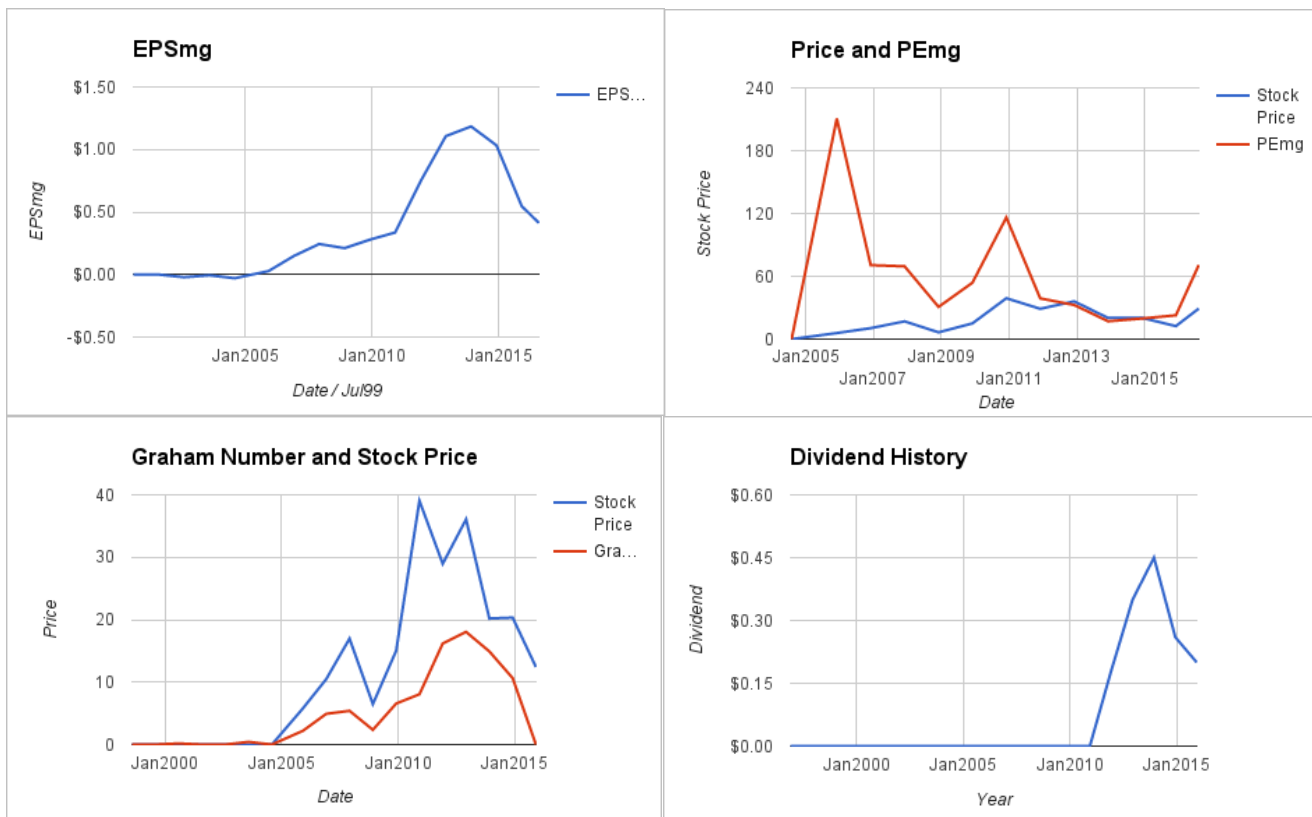 EPSmg
$1.50
$1.00
$0.50
$0.00
-$0.50
EPSmg
EPS...
Jan2005 Jan2010 Jan2015
Date / Jul99
Price and PEmg
240
180
120
60
0
Stock Price
Stock
Price
PEmg
Jan2005 Jan2009 Jan2013
Jan2007 Jan2011 Jan2015
Date
Graham Number and Stock Price
40
30
20
10
0
Price
Stock
Price
Gra...
Jan2000 Jan2005 Jan2010 Jan2015
Date
Dividend History
$0.60
$0.45
$0.30
$0.15
$0.00
Dividend
Jan2000 Jan2005 Jan2010 Jan2015
Year